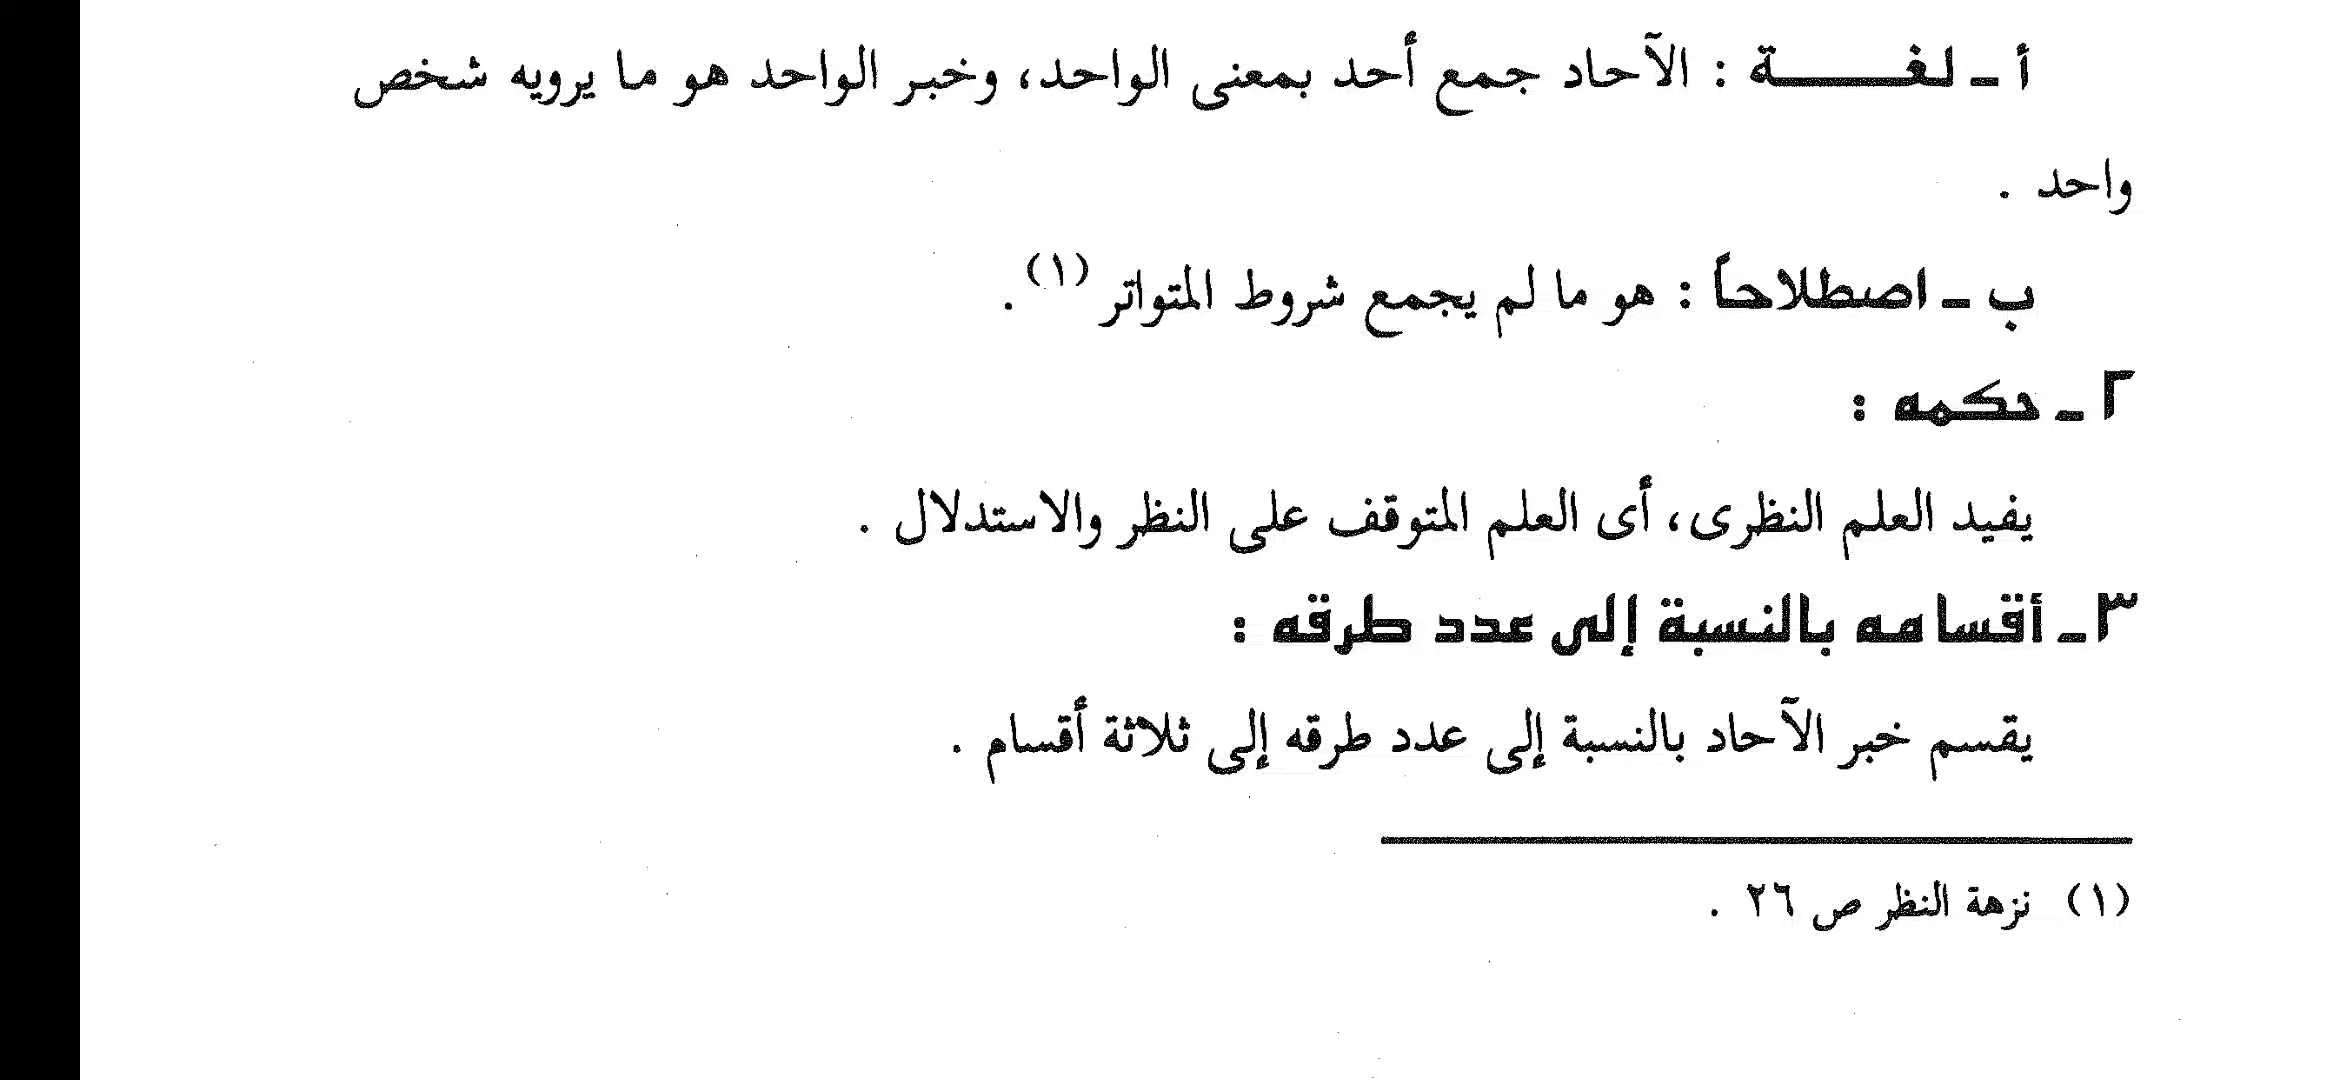 أ ـ لغـــــة : الآحاد جمع أحد بمعنى الواحد، وخبر الواحد هو ما يرويه شخص
واحد .
ب ـ اصطلاحاً : هو ما لم يجمع شروط المتواتر (١) .
٢ ـ حكمه :
يفيد العلم النظرى، أى العلم المتوقف على النظر والاستدلال .
٣ ـ أقسامه بالنسبة إلى عدد طرقه :
يقسم خبر الآحاد بالنسبة إلى عدد طرقه إلى ثلاثة أقسام .
(١) نزهة النظر ص ٢٦ .